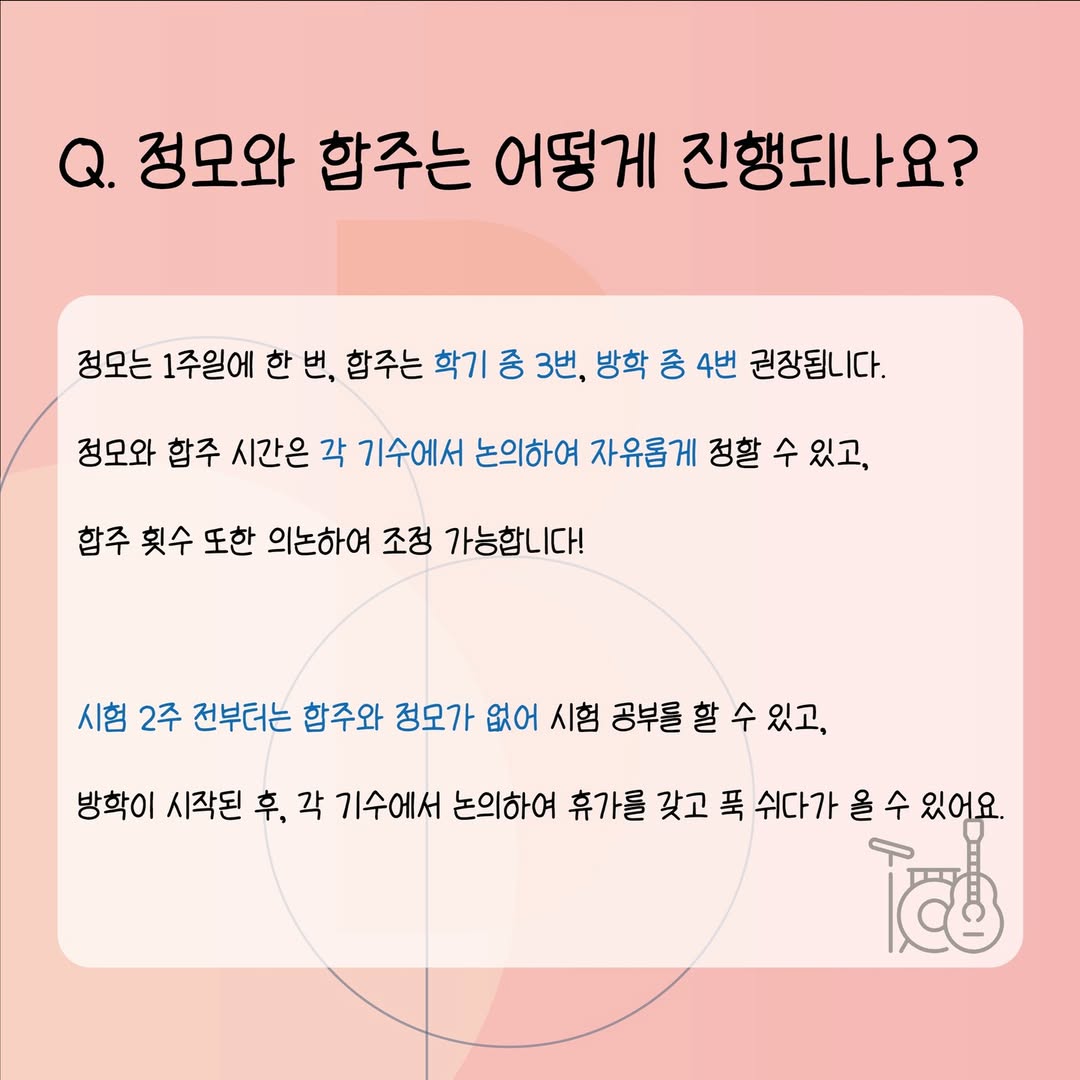 Q. 정모와 합주는 어떻게 진행되나요?
정모는 1주일에 한 번, 합주는 학기 중 3번, 방학 중 4번 권장됩니다.
정모와 합주 시간은 각 기수에서 논의하여 자유롭게 정할 수 있고,
합주 횟수 또한 의논하여 조정 가능합니다!
시험 2주 전부터는 합주와 정모가 없어 시험 공부를 할 수 있고,
방학이 시작된 후, 각 기수에서 논의하여 휴가를 갖고 푹 쉬다가 올 수 있어요.